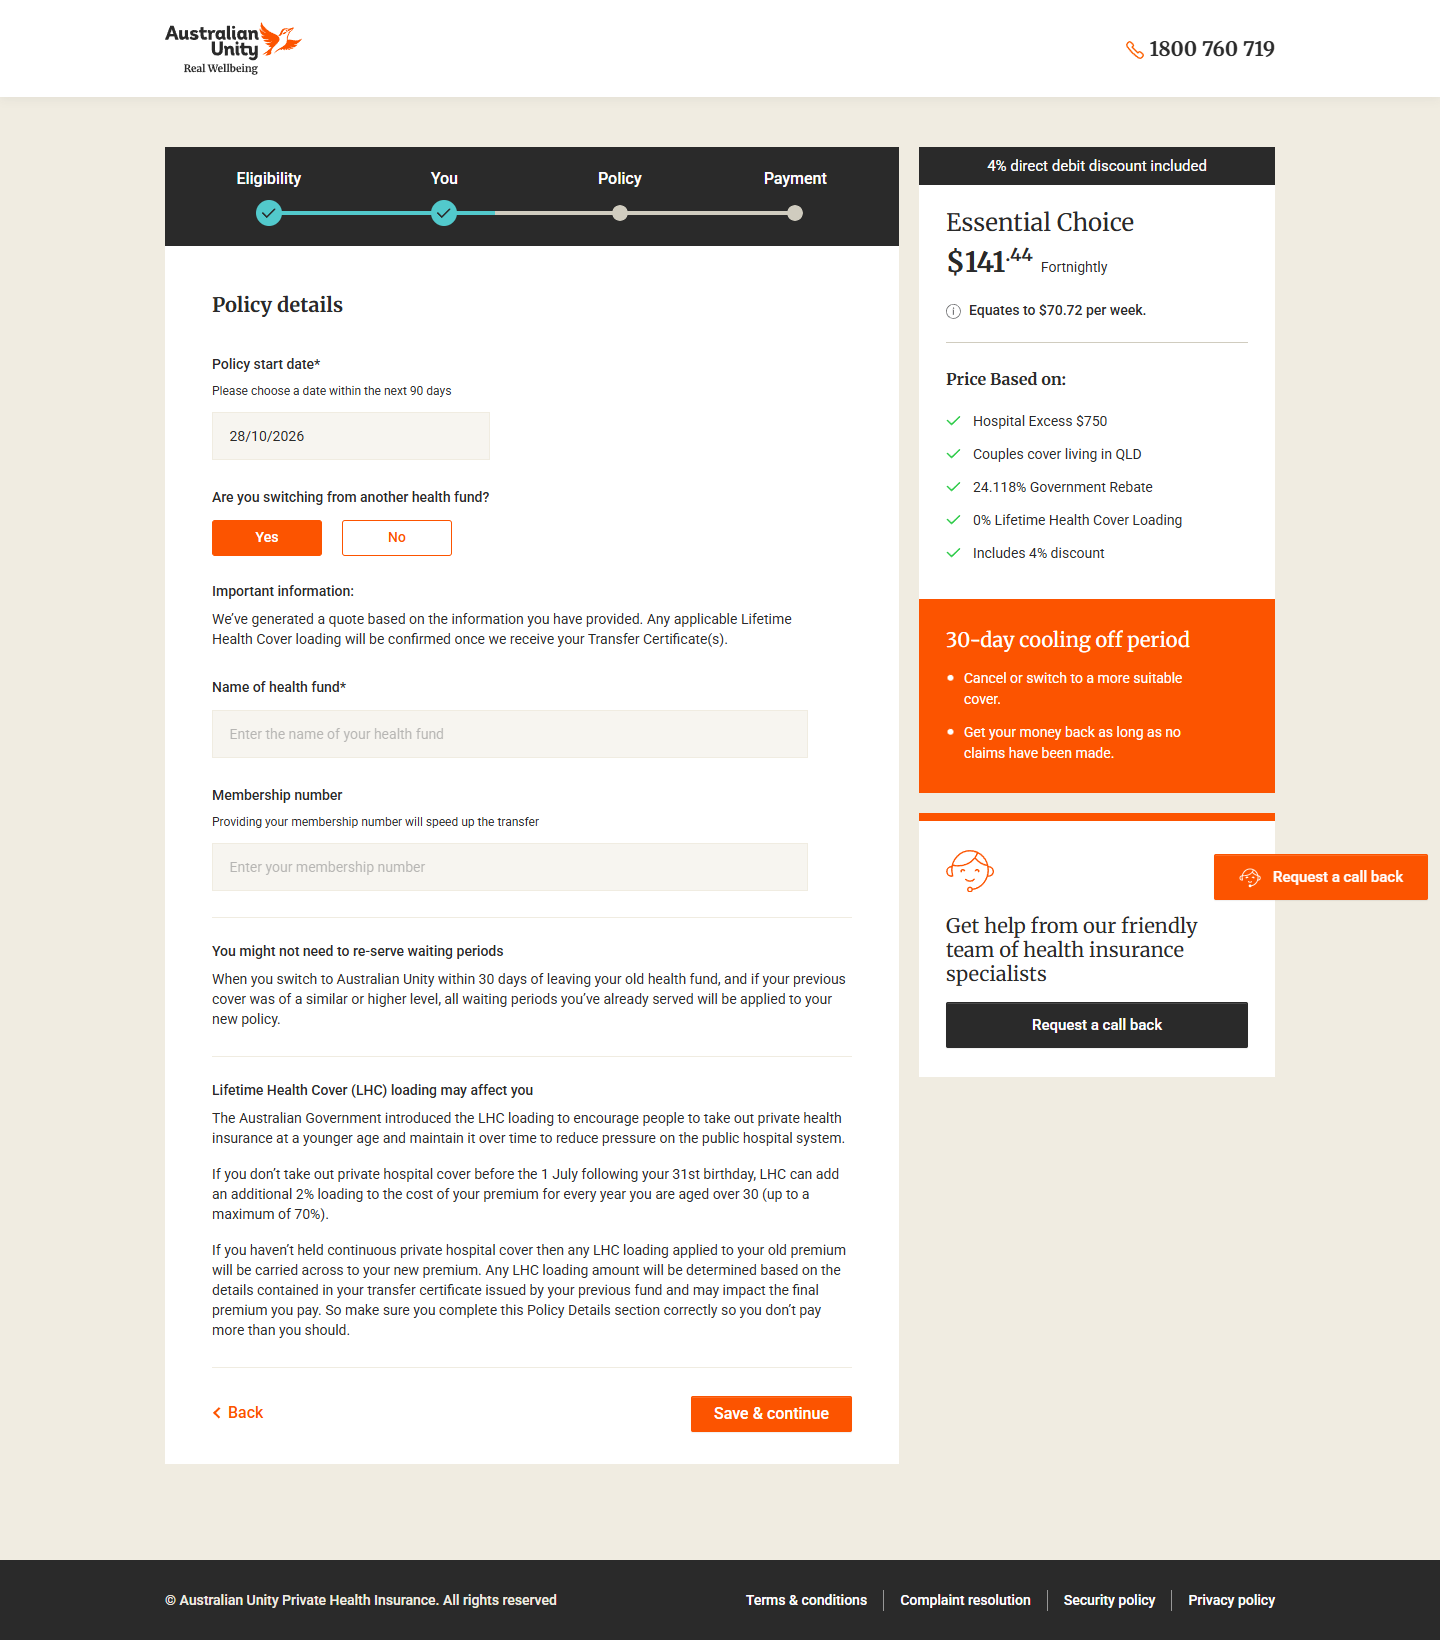 Australian
Unity
Real Wellbeing
1800 760 719
Eligibility
You
Policy
Payment
Policy details
Policy start date*
Please choose a date within the next 90 days
28/10/2026
Are you switching from another health fund?
Yes
No
Important information:
We’ve generated a quote based on the information you have provided. Any applicable Lifetime
Health Cover loading will be confirmed once we receive your Transfer Certificate(s).
Name of health fund*
Enter the name of your health fund
Membership number
Providing your membership number will speed up the transfer
Enter your membership number
You might not need to re-serve waiting periods
When you switch to Australian Unity within 30 days of leaving your old health fund, and if your previous
cover was of a similar or higher level, all waiting periods you’ve already served will be applied to your
new policy.
Lifetime Health Cover (LHC) loading may affect you
The Australian Government introduced the LHC loading to encourage people to take out private health
insurance at a younger age and maintain it over time to reduce pressure on the public hospital system.
If you don’t take out private hospital cover before the 1 July following your 31st birthday, LHC can add
an additional 2% loading to the cost of your premium for every year you are aged over 30 (up to a
maximum of 70%).
If you haven’t held continuous private hospital cover then any LHC loading applied to your old premium
will be carried across to your new premium. Any LHC loading amount will be determined based on the
details contained in your transfer certificate issued by your previous fund and may impact the final
premium you pay. So make sure you complete this Policy Details section correctly so you don’t pay
more than you should.
Back
Save & continue
4% direct debit discount included
Essential Choice
$141.44 Fortnightly
Equates to $70.72 per week.
Price Based on:
Hospital Excess $750
Couples cover living in QLD
24.118% Government Rebate
0% Lifetime Health Cover Loading
Includes 4% discount
30-day cooling off period
Cancel or switch to a more suitable
cover.
Get your money back as long as no
claims have been made.
Request a call back
Get help from our friendly
team of health insurance
specialists
Request a call back
© Australian Unity Private Health Insurance. All rights reserved
Terms & conditions
Complaint resolution
Security policy
Privacy policy